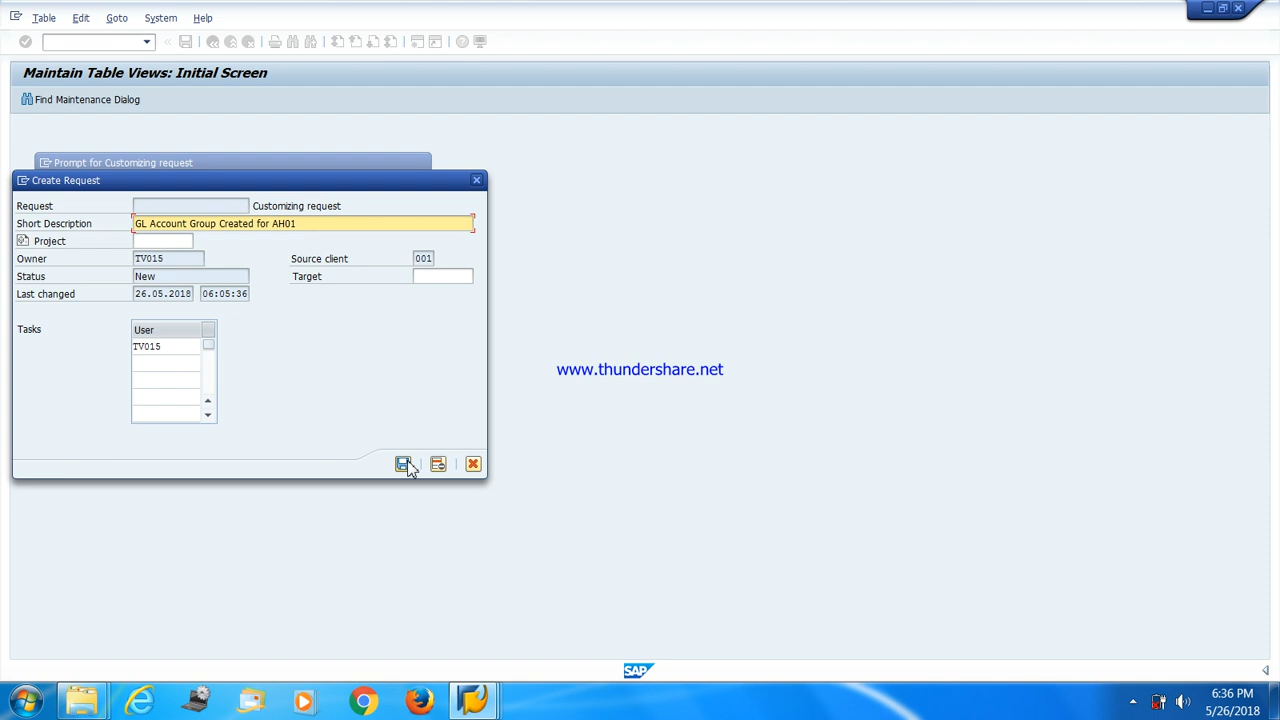 Table Edit Goto System Help
Maintain Table Views: Initial Screen
Find Maintenance Dialog
Prompt for Customizing request
Create Request
Request Customizing request
Short Description GL Account Group Created for AH01
Project
Owner TV015 Source client 001
Status New Target
Last changed 26.05.2018 06:05:36
Tasks User
TV015
www.thundershare.net
SAP
6:36 PM
5/26/2018